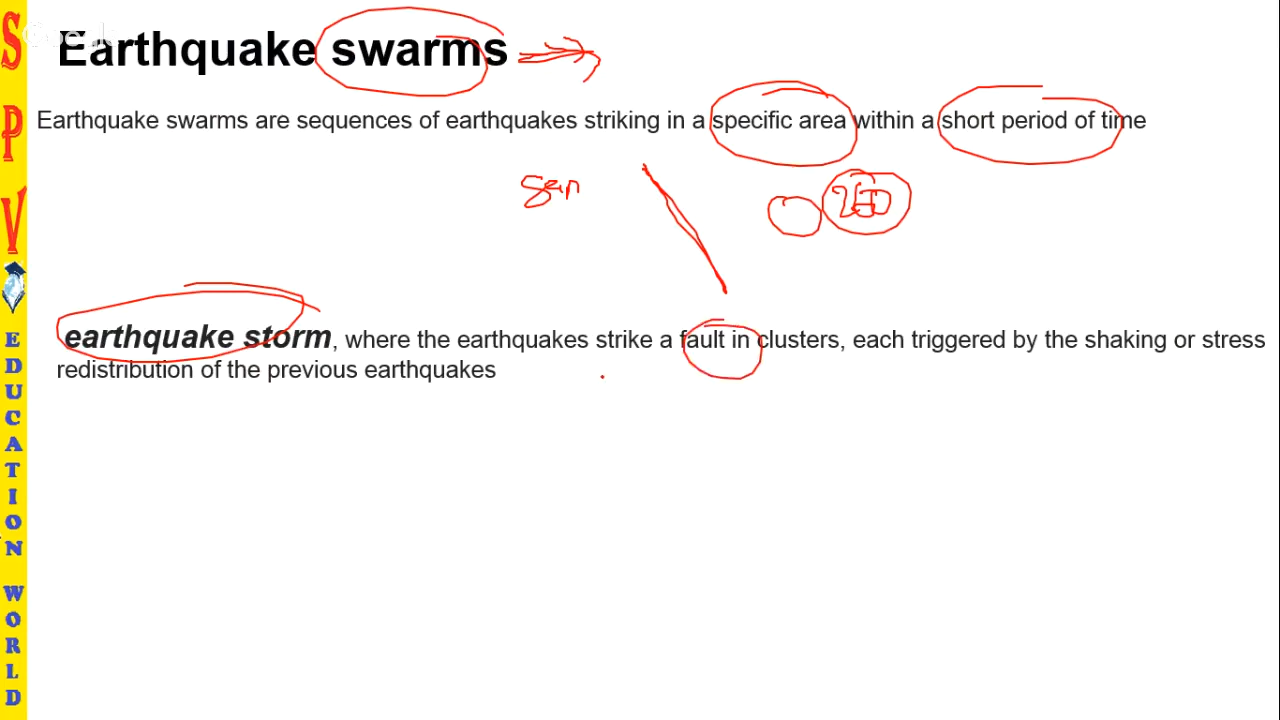 Earthquake swarms
Earthquake swarms are sequences of earthquakes striking in a specific area within a short period of time
earthquake storm, where the earthquakes strike a fault in clusters, each triggered by the shaking or stress
redistribution of the previous earthquakes
S P V
EDUCATION WORLD